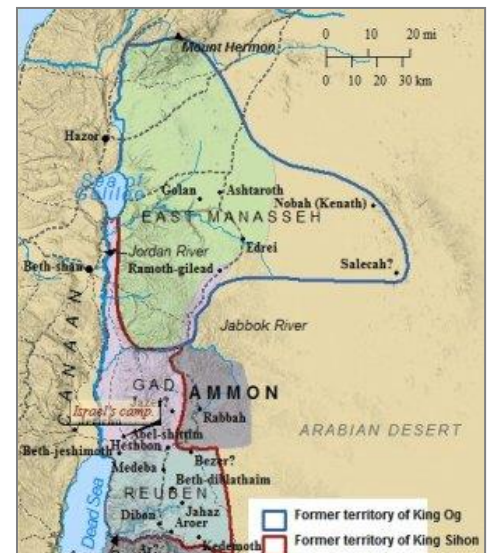 Mount Hermon
0 10 20 mi
0 10 20 30 km
Hazor
Sea of
Galilee
Golan
Ashtaroth
Nobah (Kenath)
EAST MANASSEH
Edrei
Jordan River
Beth-shan
Ramoth-gilead
Salecah?
CANAAN
Jabbok River
GAD
AMMON
Jazer?
Israel's camp.
Rabbah
ARABIAN DESERT
Abel-shittim
Heshbon
Beth-jeshimoth
Bezer?
Medeba
Beth-diblathaim
REUBEN
Dead Sea
Jahaz
Dibon
Aroer
Kedemoth
Ar?
Former territory of King Og
Former territory of King Sihon